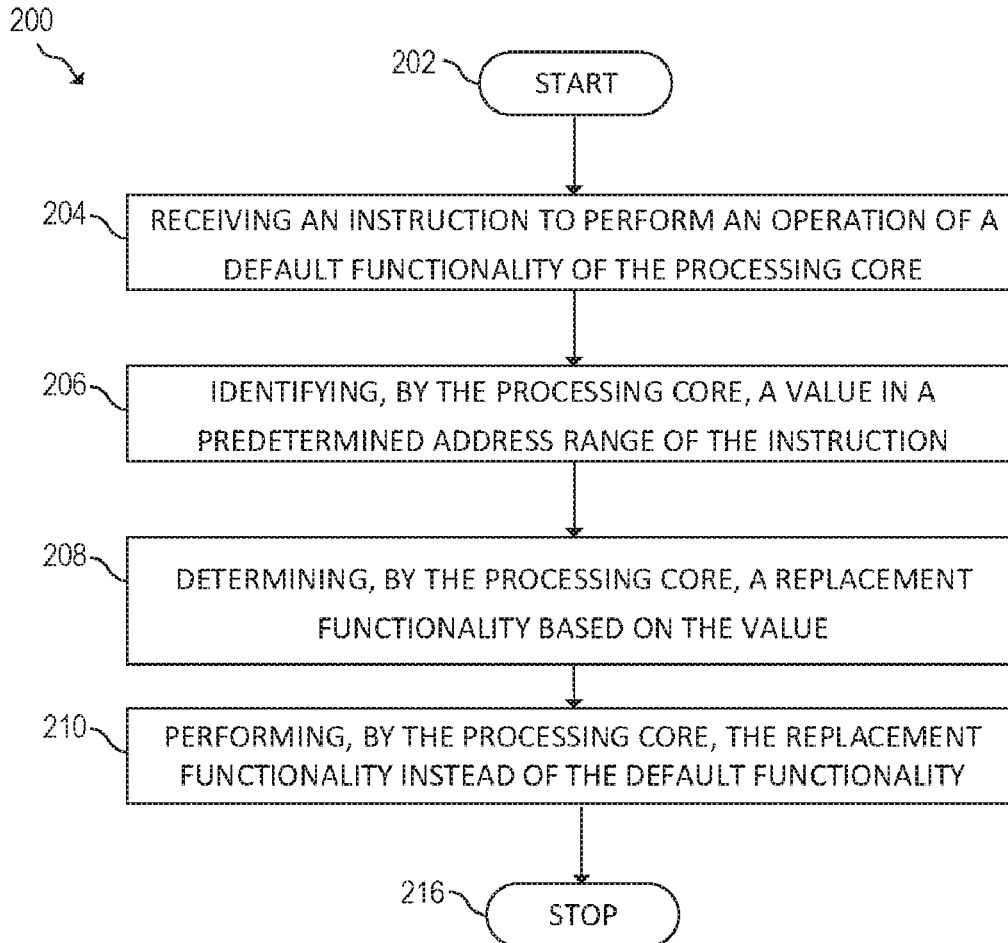 200
202
START
204
RECEIVING AN INSTRUCTION TO PERFORM AN OPERATION OF A
DEFAULT FUNCTIONALITY OF THE PROCESSING CORE
206
IDENTIFYING, BY THE PROCESSING CORE, A VALUE IN A
PREDETERMINED ADDRESS RANGE OF THE INSTRUCTION
208
DETERMINING, BY THE PROCESSING CORE, A REPLACEMENT
FUNCTIONALITY BASED ON THE VALUE
210
PERFORMING, BY THE PROCESSING CORE, THE REPLACEMENT
FUNCTIONALITY INSTEAD OF THE DEFAULT FUNCTIONALITY.
216
STOP